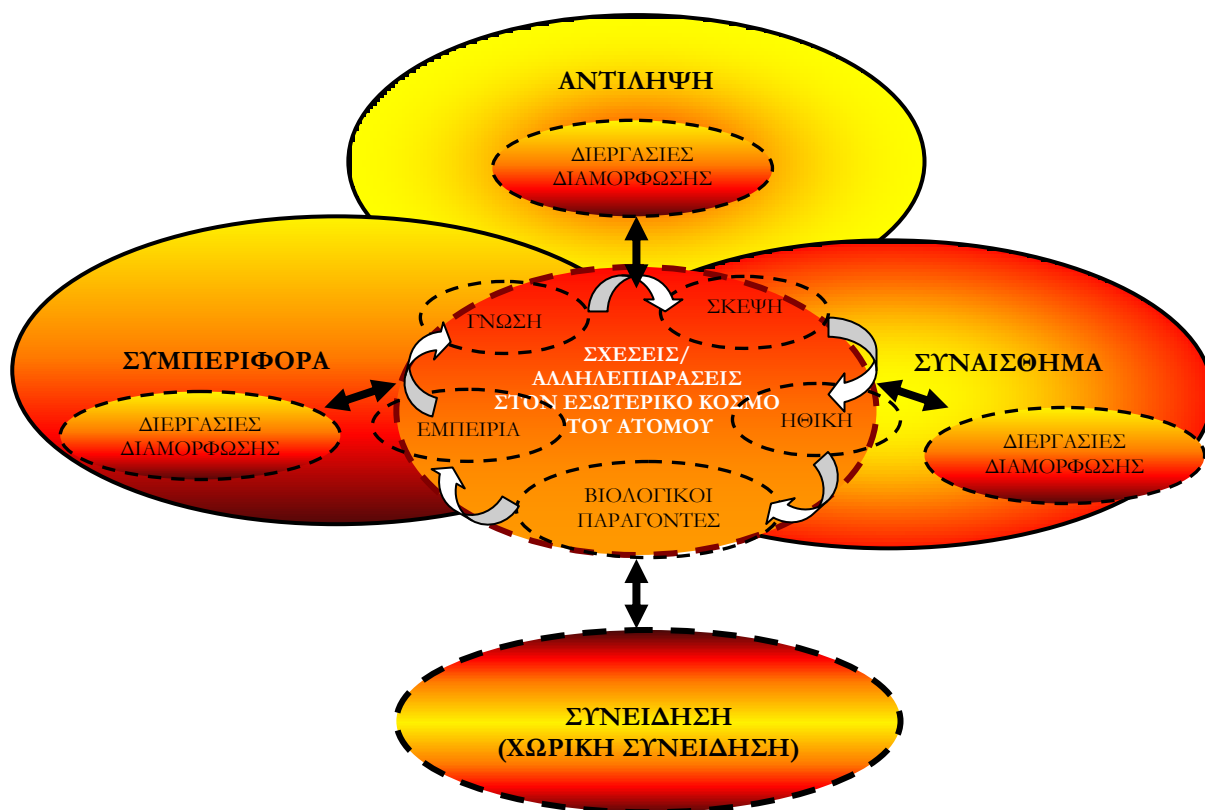 ΑΝΤΙΛΗΨΗ
ΔΙΕΡΓΑΣΙΕΣ
ΔΙΑΜΟΡΦΩΣΗΣ
ΓΝΩΣΗ
ΣΚΕΨΗ
ΣΥΜΠΕΡΙΦΟΡΑ
ΔΙΕΡΓΑΣΙΕΣ
ΔΙΑΜΟΡΦΩΣΗΣ
ΣΧΕΣΕΙΣ/
ΑΛΛΗΛΕΠΙΔΡΑΣΕΙΣ
ΣΤΟΝ ΕΣΩΤΕΡΙΚΟ ΚΟΣΜΟ
ΤΟΥ ΑΤΟΜΟΥ
ΣΥΝΑΙΣΘΗΜΑ
ΔΙΕΡΓΑΣΙΕΣ
ΔΙΑΜΟΡΦΩΣΗΣ
ΕΜΠΕΙΡΙΑ
ΗΘΙΚΗ
ΒΙΟΛΟΓΙΚΟΙ
ΠΑΡΑΓΟΝΤΕΣ
ΣΥΝΕΙΔΗΣΗ
(ΧΩΡΙΚΗ ΣΥΝΕΙΔΗΣΗ)